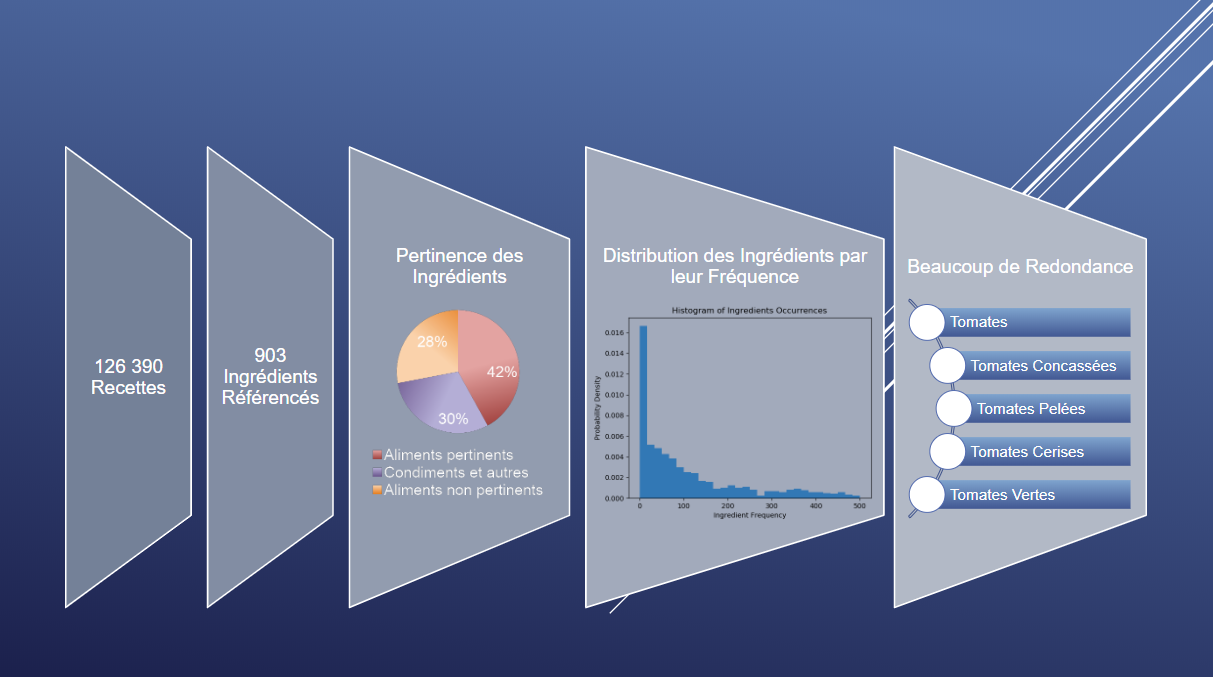 126 390
Recettes
903
Ingrédients
Référencés
Pertinence des
Ingrédients
28%
42%
30%
Aliments pertinents
Condiments et autres
Aliments non pertinents
Distribution des Ingrédients par
leur Fréquence
Histogram of Ingredients Occurrences
Probability Density
0.016
0.014
0.012
0.010
0.008
0.006
0.004
0.002
0.000
0 100 200 300 400 500
Ingredient Frequency
Beaucoup de Redondance
Tomates
Tomates Concassées
Tomates Pelées
Tomates Cerises
Tomates Vertes